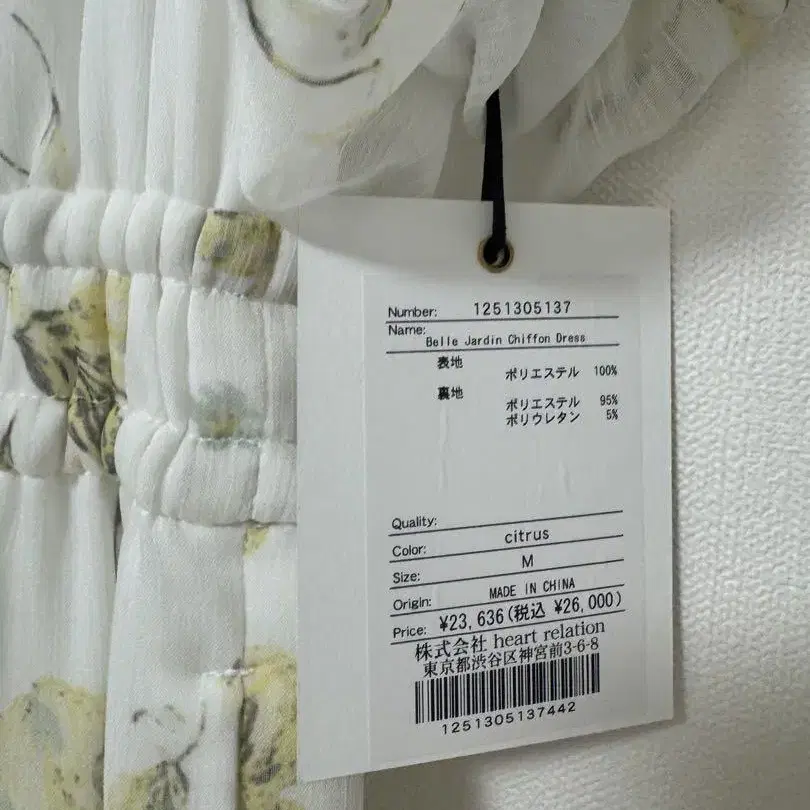 Number: 1251305137
Name:
Belle Jardin Chiffon Dress
表地
ポリエステル 100%
裏地
ポリエステル 95%
ポリウレタン 5%
Quality:
Color: citrus
Size: M
Origin: MADE IN CHINA
Price: ¥23,636(税込 ¥26,000)
株式会社 heart relation
東京都渋谷区神宮前3-6-8
1251305137442